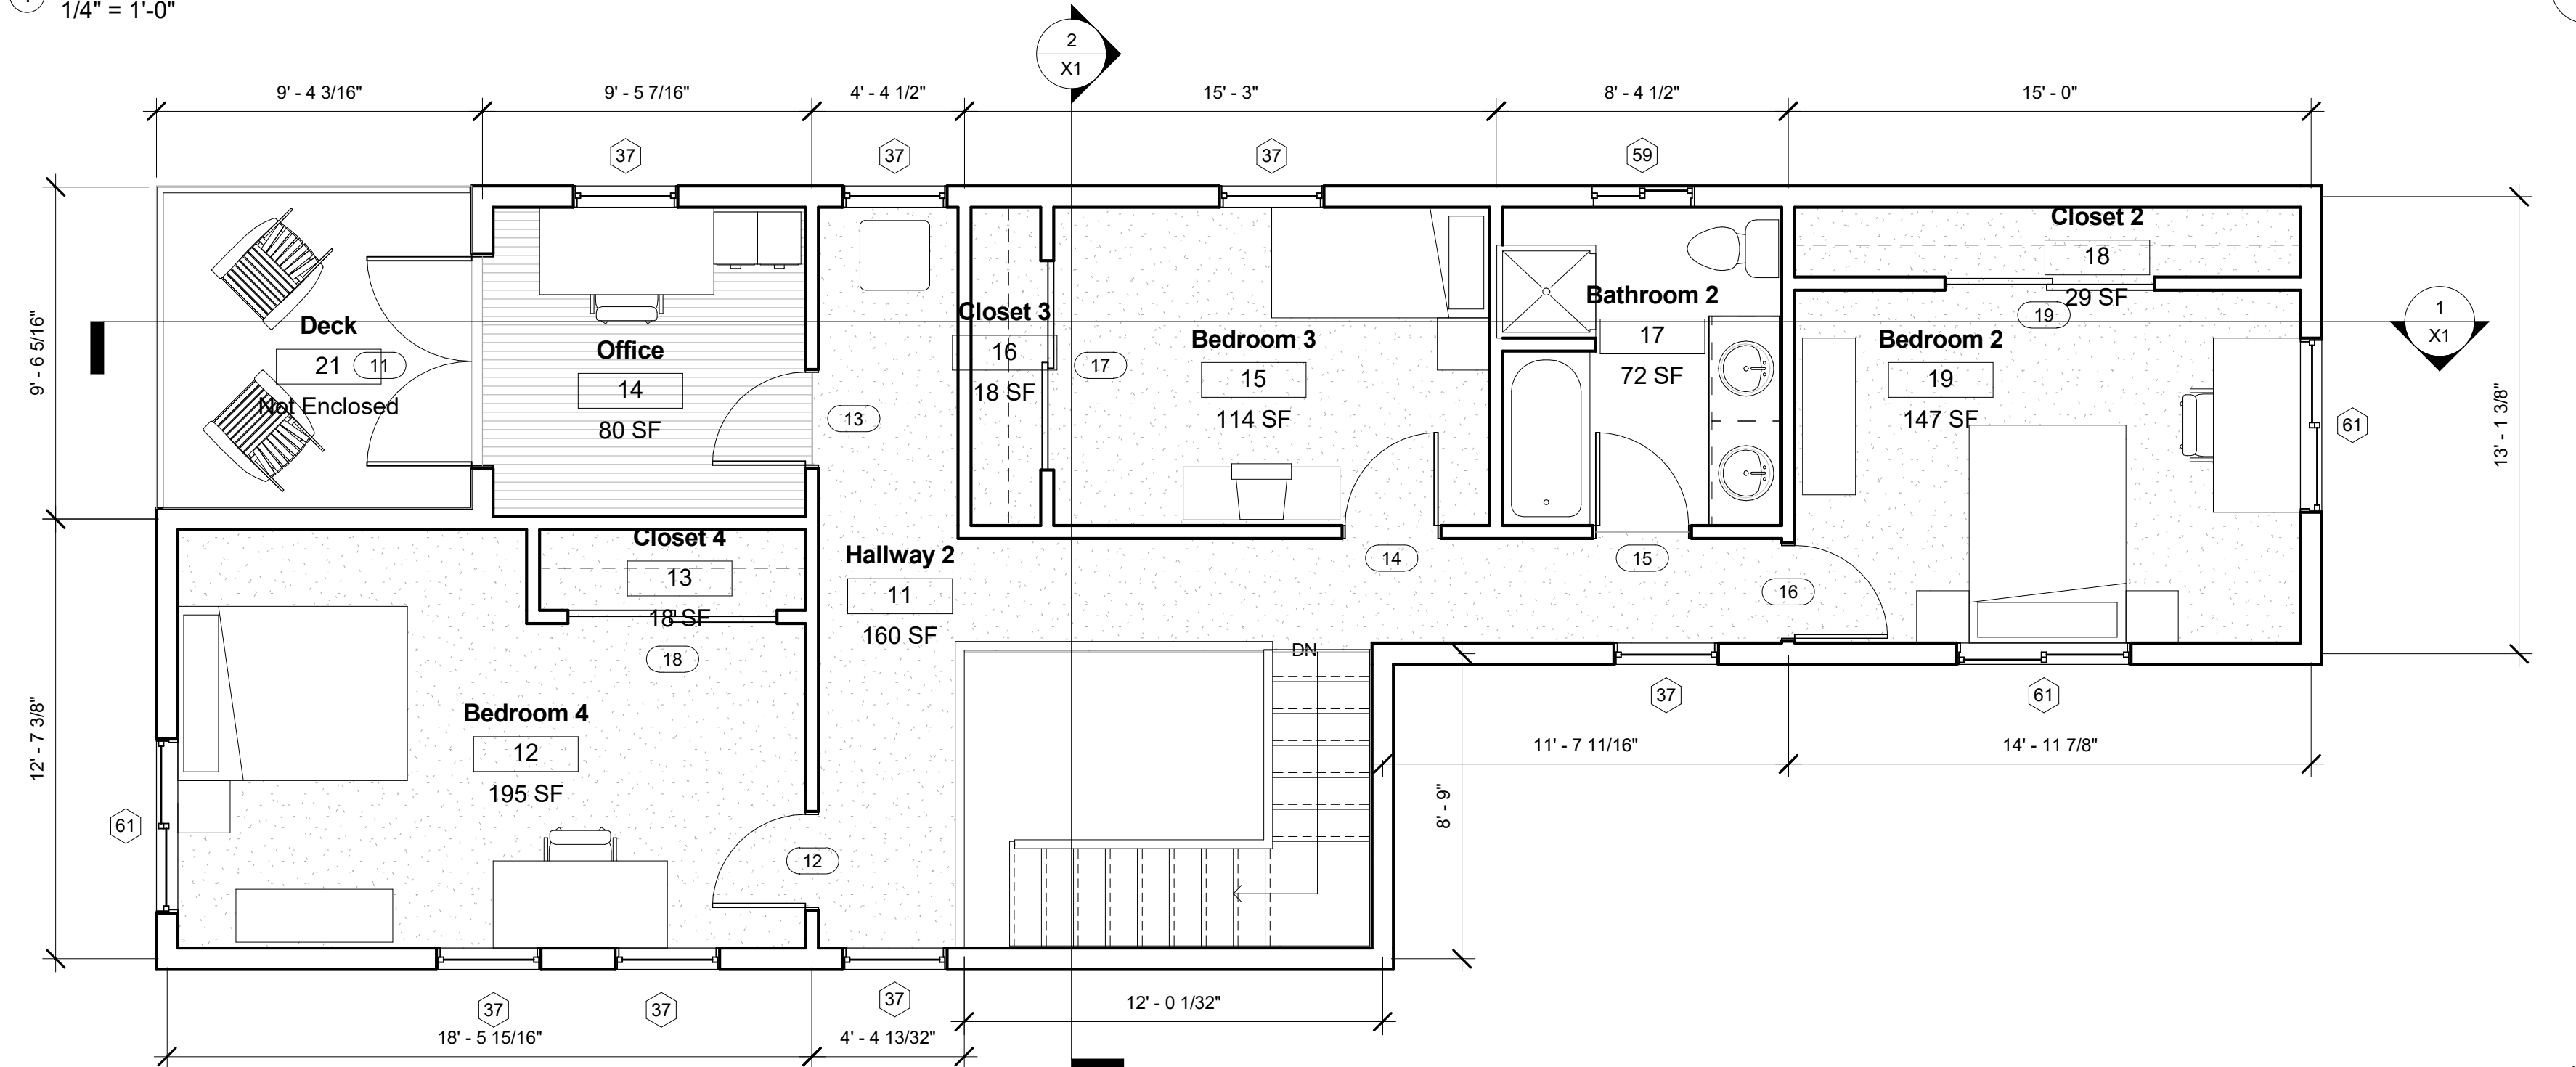 1/4" = 1'-0"
2
X1
9' - 4 3/16"
9' - 5 7/16"
4' - 4 1/2"
15' - 3"
8' - 4 1/2"
15' - 0"
37
37
37
59
Closet 2
18
29 SF
19
Deck
21
11
Not Enclosed
Office
14
80 SF
13
Closet 3
16
18 SF
17
Bedroom 3
15
114 SF
Bathroom 2
17
72 SF
Bedroom 2
19
147 SF
1
X1
61
9' - 6 5/16"
13' - 1 3/8"
Closet 4
13
18 SF
18
Hallway 2
11
160 SF
14
15
16
DN
Bedroom 4
12
195 SF
12
61
12' - 7 3/8"
37
61
11' - 7 11/16"
14' - 11 7/8"
8' - 9"
37
37
37
12' - 0 1/32"
18' - 5 15/16"
4' - 4 13/32"